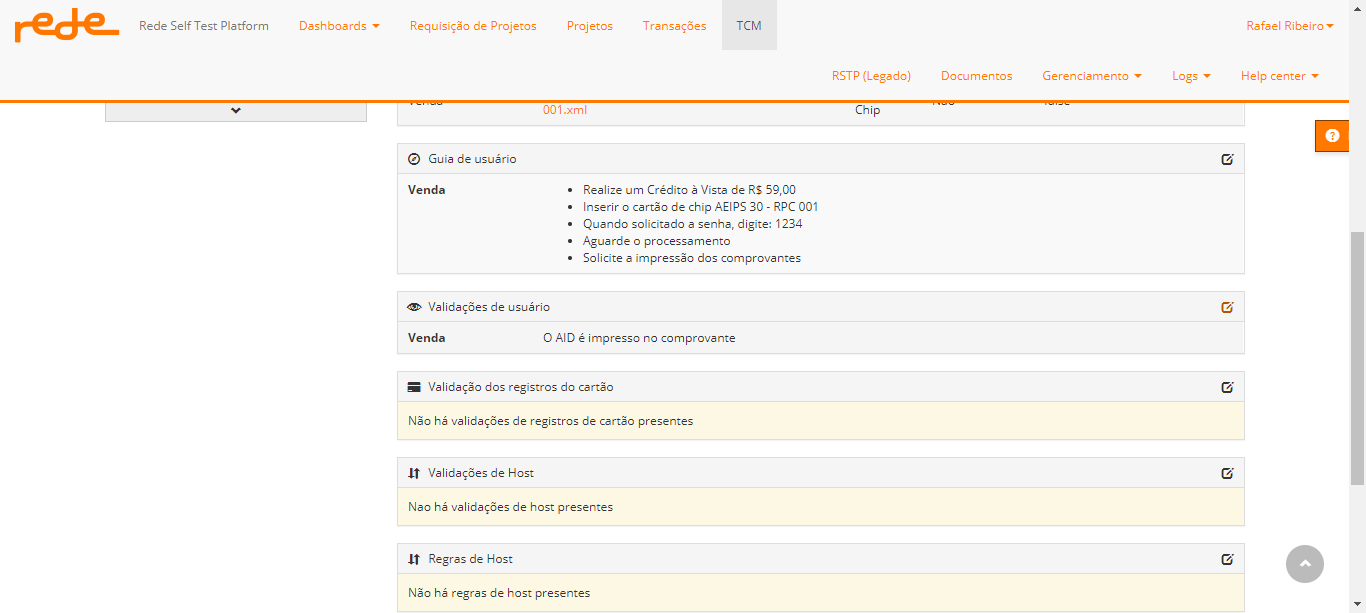 rede Rede Self Test Platform Dashboards Requisição de Projetos Projetos Transações TCM Rafael Ribeiro
RSTP (Legado) Documentos Gerenciamento Logs Help center
Venda 001.xml Chip Não false
Guia de usuário
Venda
Realize um Crédito à Vista de R$ 59,00
Inserir o cartão de chip AEIPS 30 - RPC 001
Quando solicitado a senha, digite: 1234
Aguarde o processamento
Solicite a impressão dos comprovantes
Validações de usuário
Venda O AID é impresso no comprovante
Validação dos registros do cartão
Não há validações de registros de cartão presentes
Validações de Host
Nao há validações de host presentes
Regras de Host
Não há regras de host presentes